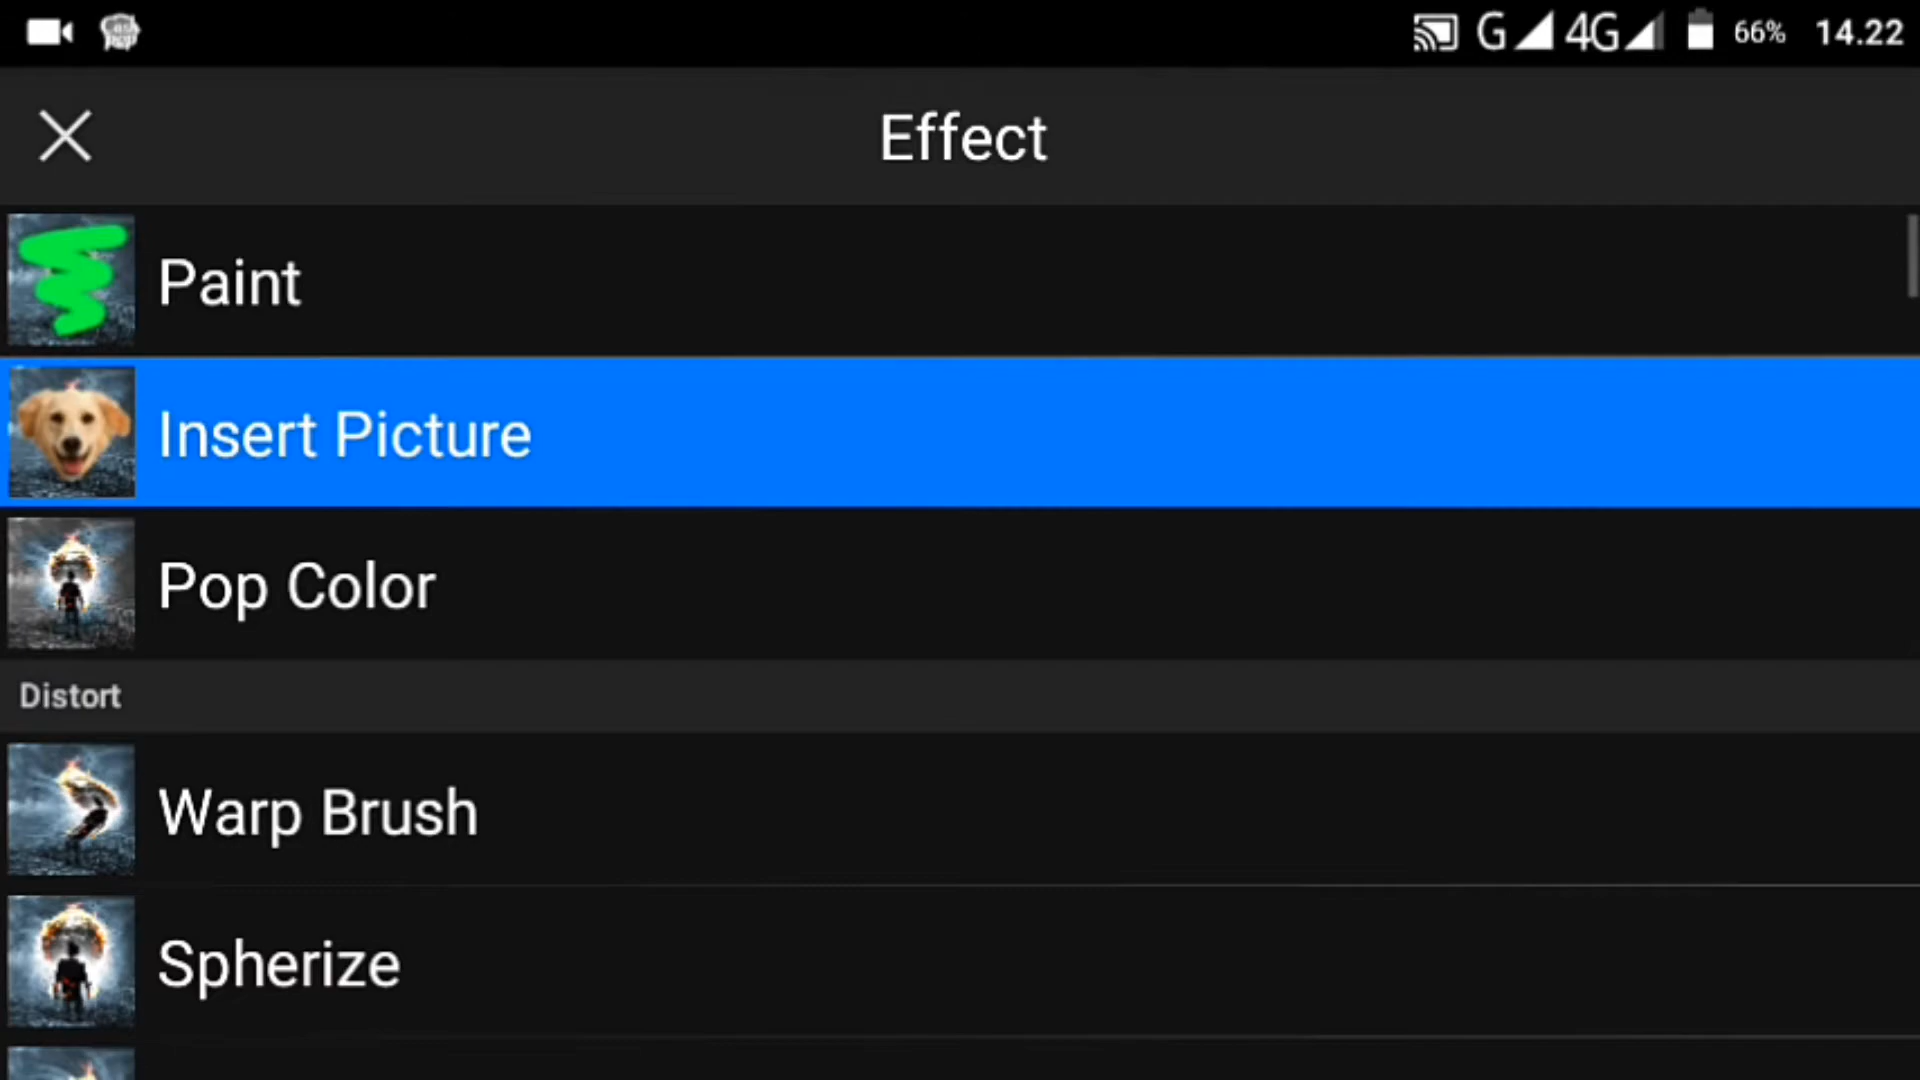 G 4G 66% 14.22
Effect
Paint
Insert Picture
Pop Color
Distort
Warp Brush
Spherize